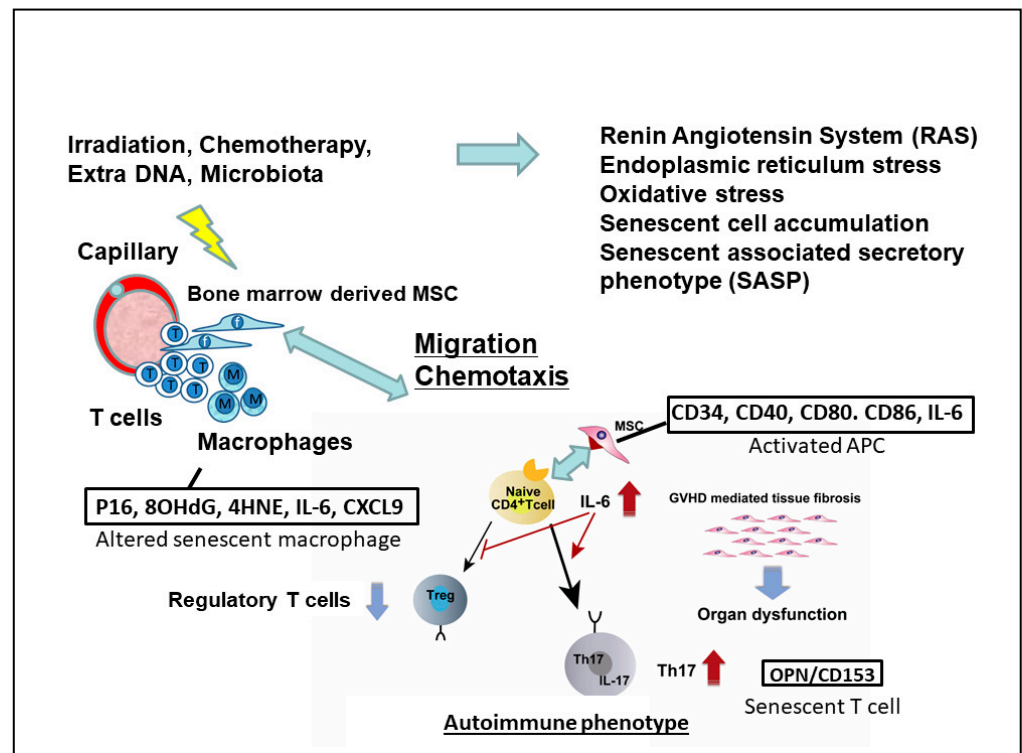 Irradiation, Chemotherapy,
Extra DNA, Microbiota
Renin Angiotensin System (RAS)
Endoplasmic reticulum stress
Oxidative stress
Senescent cell accumulation
Senescent associated secretory
phenotype (SASP)
Capillary
Bone marrow derived MSC
f
f
T
T
T
T
T
T
T
M
M
M
T cells
Macrophages
Migration
Chemotaxis
P16, 8OHdG, 4HNE, IL-6, CXCL9
Altered senescent macrophage
MSC
CD34, CD40, CD80. CD86, IL-6
Activated APC
Naive
CD4+Tcell
IL-6
GVHD mediated tissue fibrosis
Organ dysfunction
Regulatory T cells
Treg
Th17
IL-17
Th17
OPN/CD153
Senescent T cell
Autoimmune phenotype